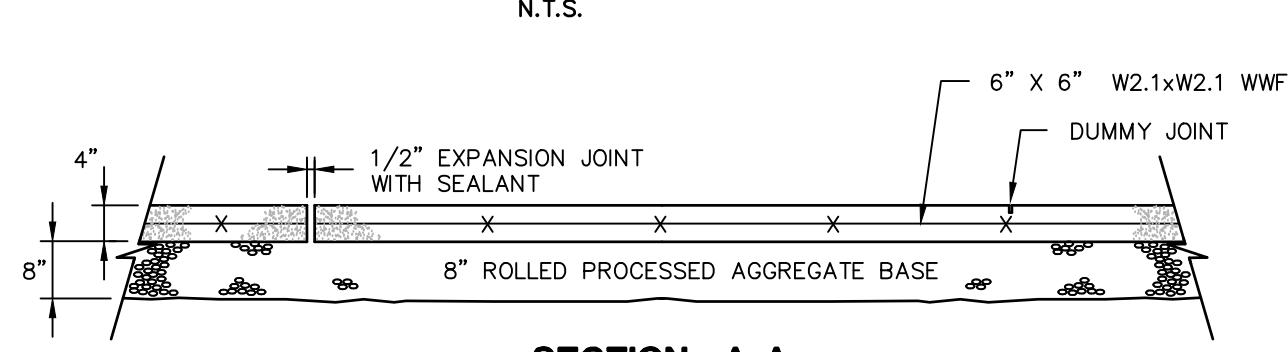 N.T.S.
6” X 6” W2.1xW2.1 WWF
DUMMY JOINT
4”
1/2” EXPANSION JOINT
WITH SEALANT
8”
8” ROLLED PROCESSED AGGREGATE BASE
SECTION A-A